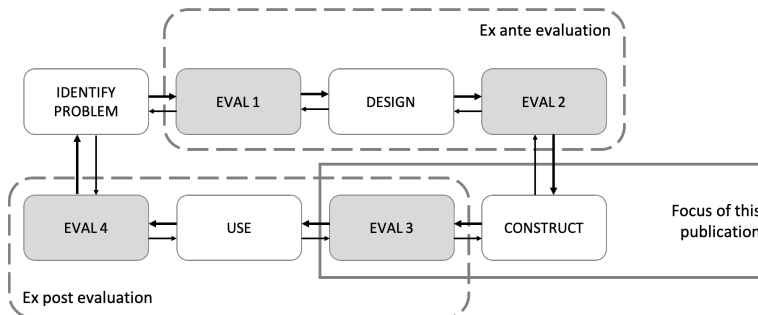 Ex ante evaluation
IDENTIFY
PROBLEM
EVAL 1
DESIGN
EVAL 2
EVAL 4
USE
EVAL 3
CONSTRUCT
Focus of this
publication
Ex post evaluation